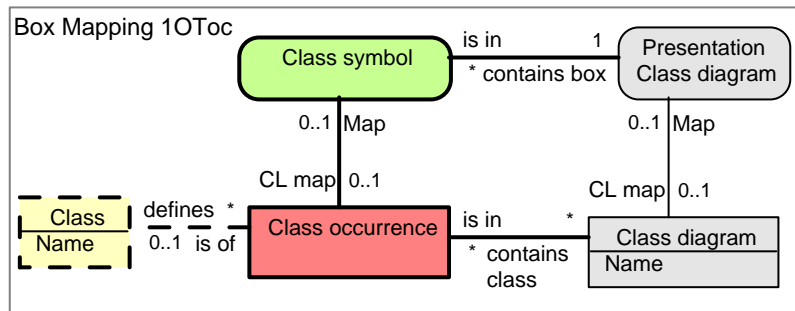 Box Mapping 1OToc
Class symbol
is in
1
* contains box
Presentation
Class diagram
0..1
Map
0..1
Map
CL map
0..1
CL map
0..1
Class
Name
defines
*
0..1
is of
Class occurrence
is in
*
* contains
class
Class diagram
Name